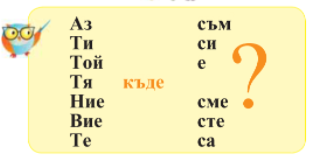 Аз съм
Ти си
Той е
Тя къде ?
Ние сме
Вие сте
Те са